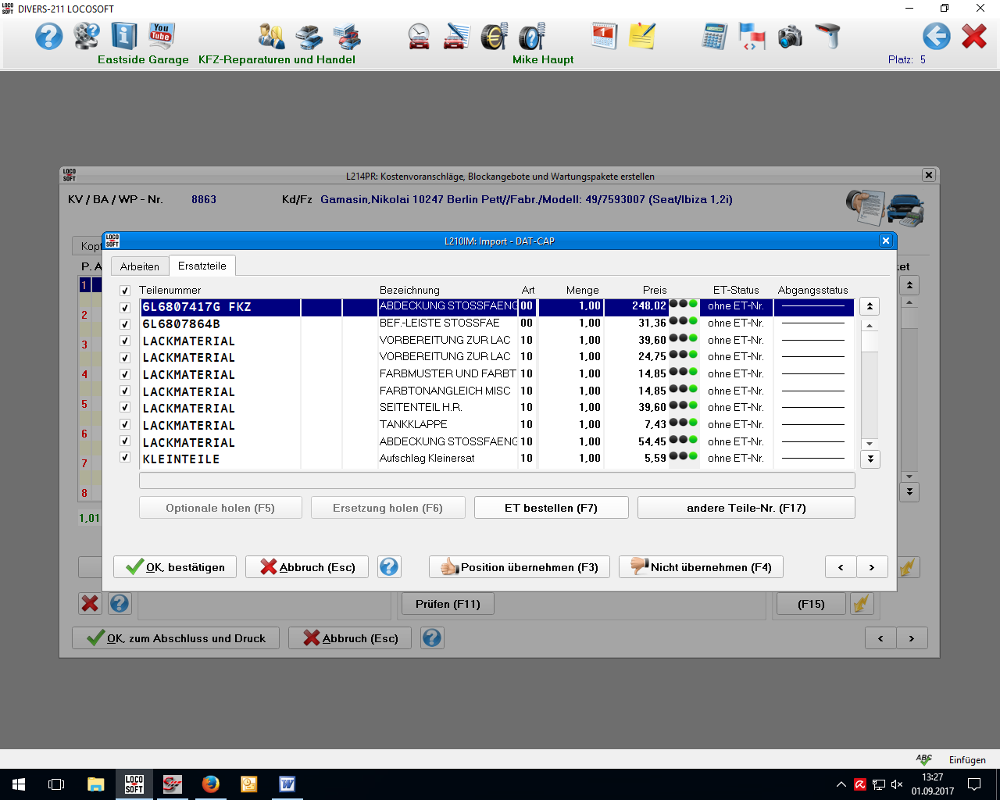 DIVERS-211 LOCOSOFT
Eastside Garage KFZ-Reparaturen und Handel Mike Haupt Platz: 5
L214PR: Kostenvoranschläge, Blockangebote und Wartungspakete erstellen
KV / BA / WP - Nr. 8863 Kd/Fz Gamasin,Nikolai 10247 Berlin Pett//Fabr./Modell: 49/7593007 (Seat/Ibiza 1,2i)
L210IM: Import - DAT-CAP
Kopf
Arbeiten Ersatzteile
P. A
ket
Teilenummer Bezeichnung Art Menge Preis ET-Status Abgangsstatus
6L6807417G FKZ ABDECKUNG STOSSFAENG 00 1,00 248,02 ohne ET-Nr.
6L6807864B BEF.-LEISTE STOSSFAE 00 1,00 31,36 ohne ET-Nr.
LACKMATERIAL VORBEREITUNG ZUR LAC 10 1,00 39,60 ohne ET-Nr.
LACKMATERIAL VORBEREITUNG ZUR LAC 10 1,00 24,75 ohne ET-Nr.
LACKMATERIAL FARBMUSTER UND FARBT 10 1,00 14,85 ohne ET-Nr.
LACKMATERIAL FARBTONANGLEICH MISC 10 1,00 14,85 ohne ET-Nr.
LACKMATERIAL SEITENTEIL H.R. 10 1,00 39,60 ohne ET-Nr.
LACKMATERIAL TANKKLAPPE 10 1,00 7,43 ohne ET-Nr.
LACKMATERIAL ABDECKUNG STOSSFAENG 10 1,00 54,45 ohne ET-Nr.
KLEINTEILE Aufschlag Kleinersat 10 1,00 5,59 ohne ET-Nr.
1
2
3
4
5
6
7
8
1,01
Optionale holen (F5) Ersetzung holen (F6) ET bestellen (F7) andere Teile-Nr. (F17)
OK, bestätigen Abbruch (Esc) Position übernehmen (F3) Nicht übernehmen (F4) < >
Prüfen (F11) (F15)
OK, zum Abschluss und Druck Abbruch (Esc) < >
ABC Einfügen
13:27
01.09.2017